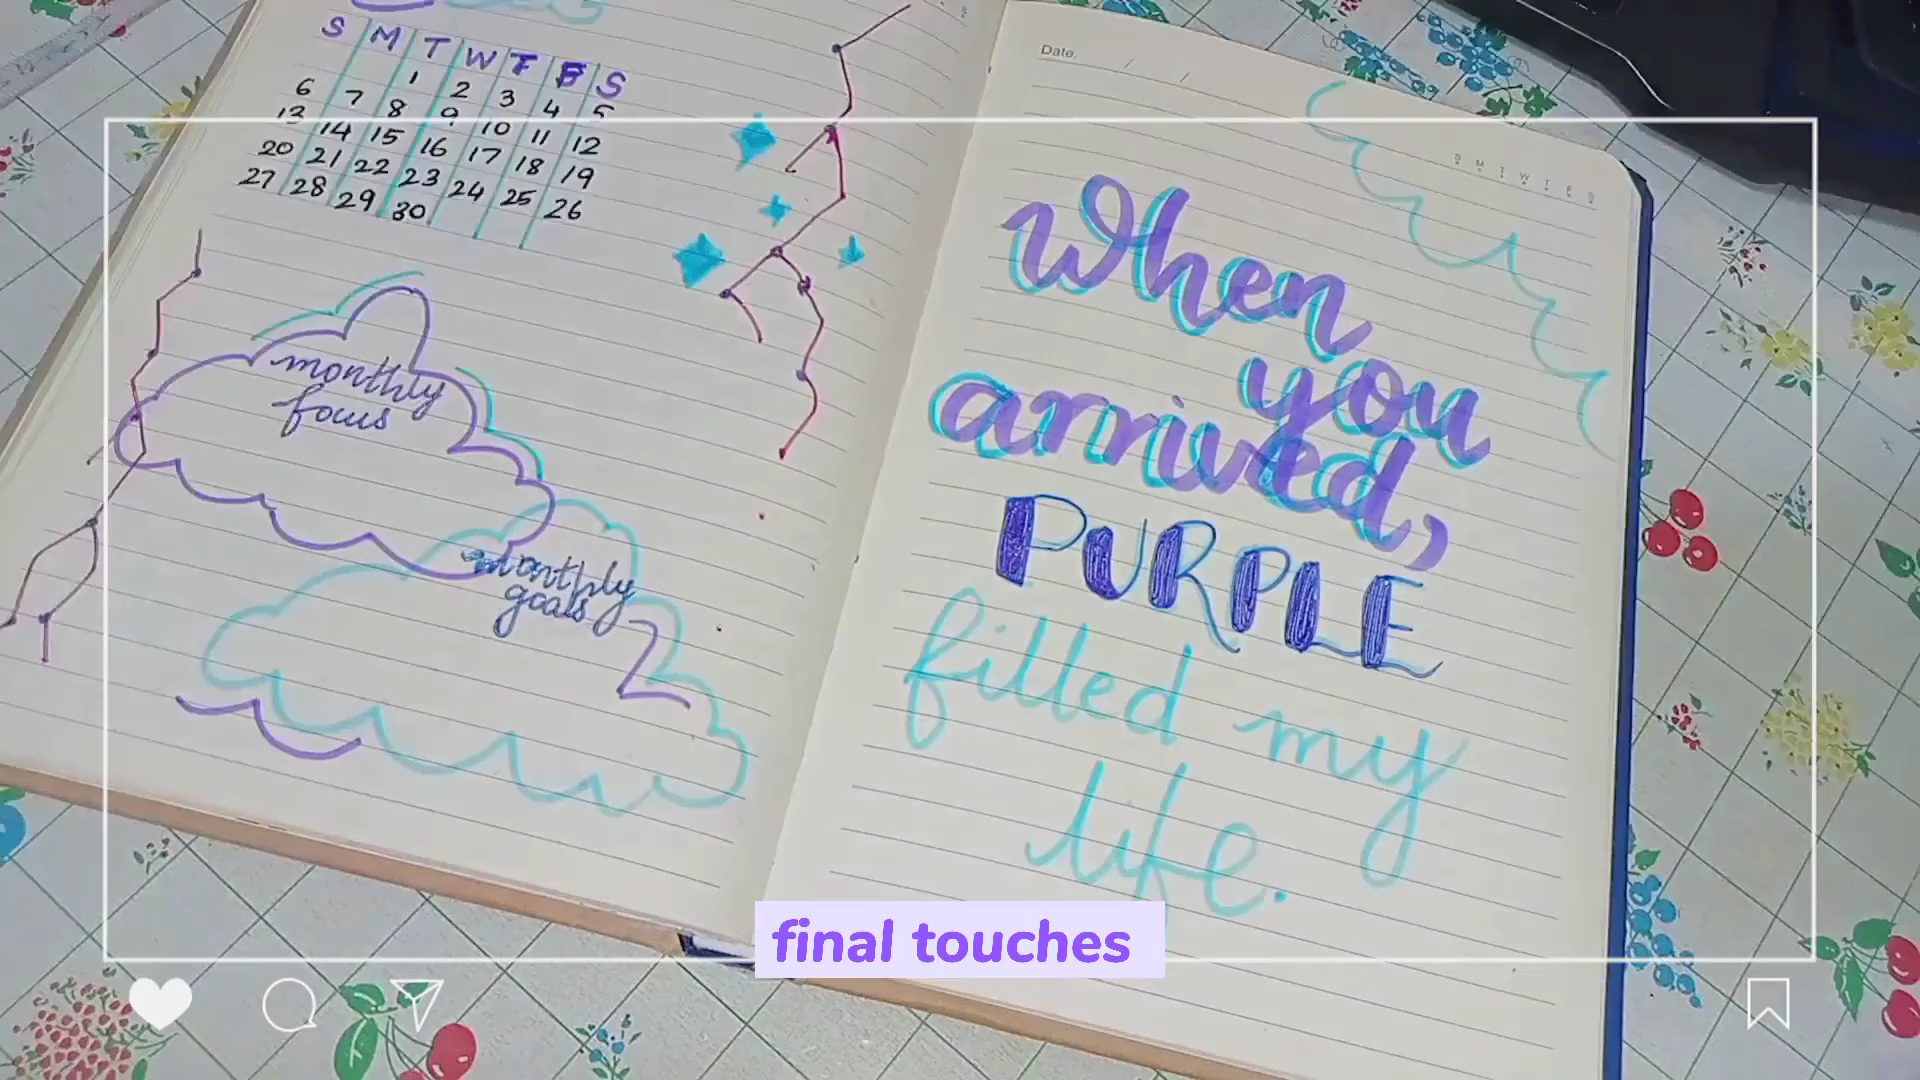 S M T W T F S
1 2 3 4 5
6 7 8 9 10 11 12
13 14 15 16 17 18 19
20 21 22 23 24 25 26
27 28 29 30
monthly
focus
monthly
goals
Date.
S M T W T F S
When
you
arrived,
PURPLE
filled my
life.
final touches